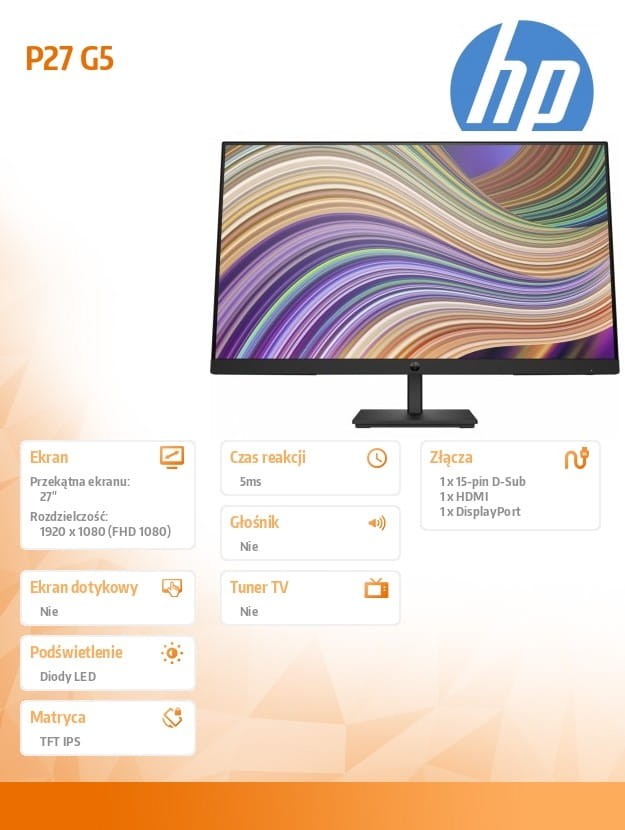 P27 G5
hp
Ekran
Przekątna ekranu:
27"
Rozdzielczość:
1920 x 1080 (FHD 1080)
Czas reakcji
5ms
Złącza
1 x 15-pin D-Sub
1 x HDMI
1 x DisplayPort
Głośnik
Nie
Ekran dotykowy
Nie
Tuner TV
Nie
Podświetlenie
Diody LED
Matryca
TFT IPS